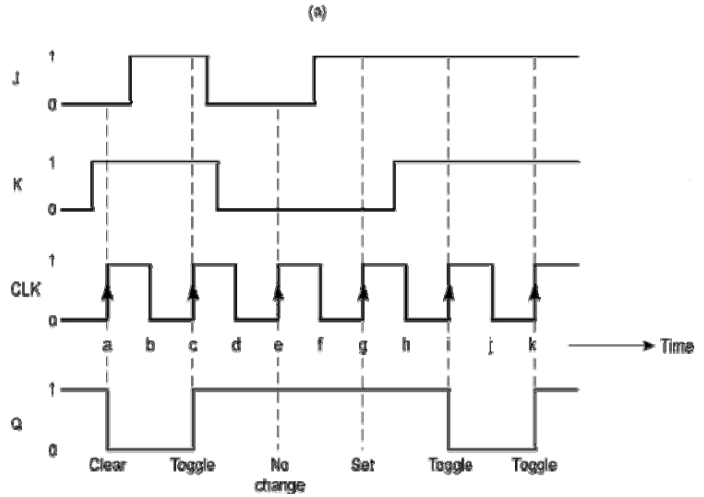 (a)
1
J
0
1
K
0
1
CLK
0
a b c d e f g h i j k Time
1
Q
0
Clear Toggle No change Set Toggle Toggle